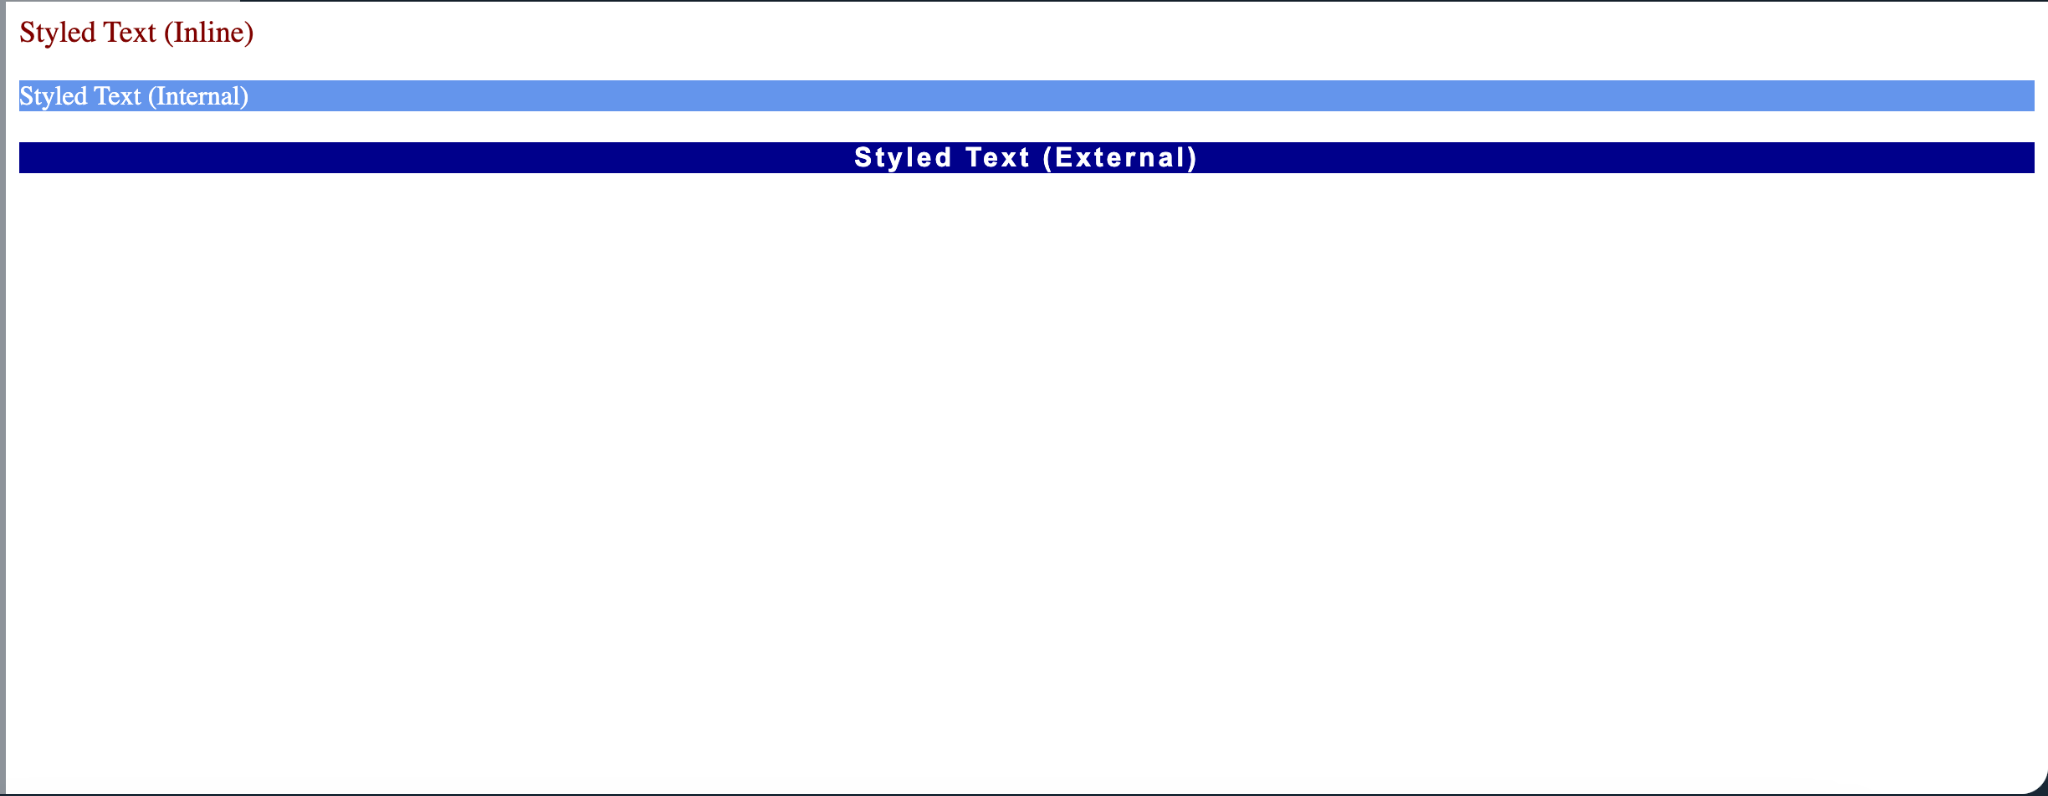 Styled Text (Inline)
Styled Text (Internal)
Styled Text (External)